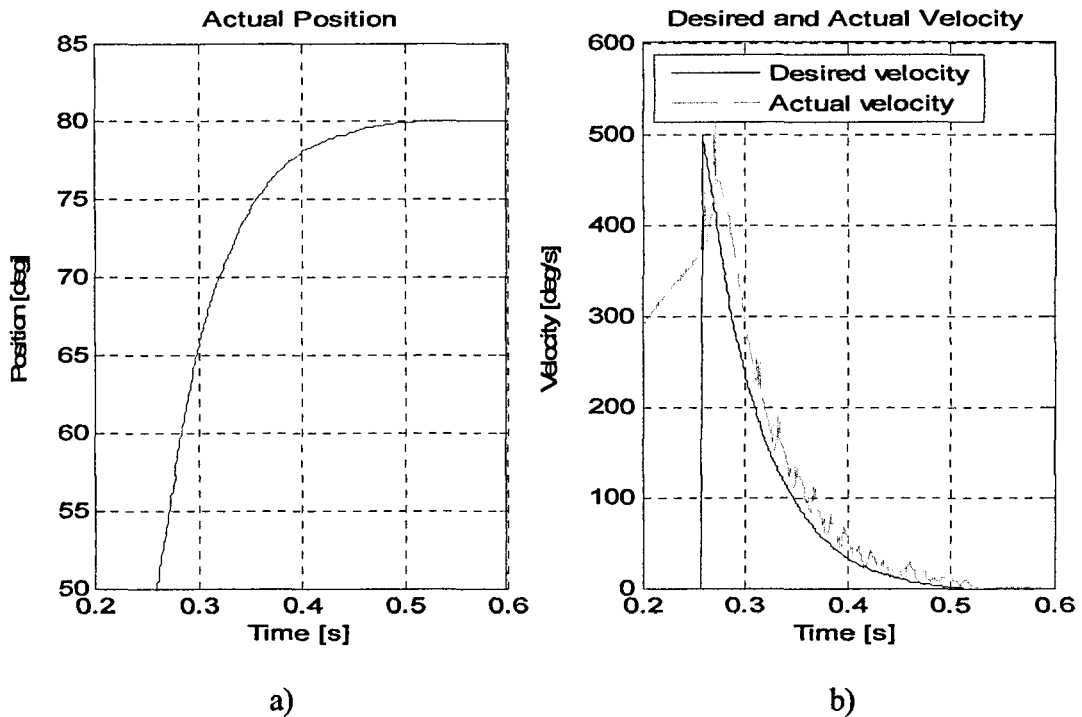 Actual Position
85
80
75
70
65
60
55
50
0.2 0.3 0.4 0.5 0.6
Position [deg]
Time [s]
a)
Desired and Actual Velocity
600
500
400
300
200
100
0
0.2 0.3 0.4 0.5 0.6
Velocity [deg/s]
Time [s]
Desired velocity
Actual velocity
b)